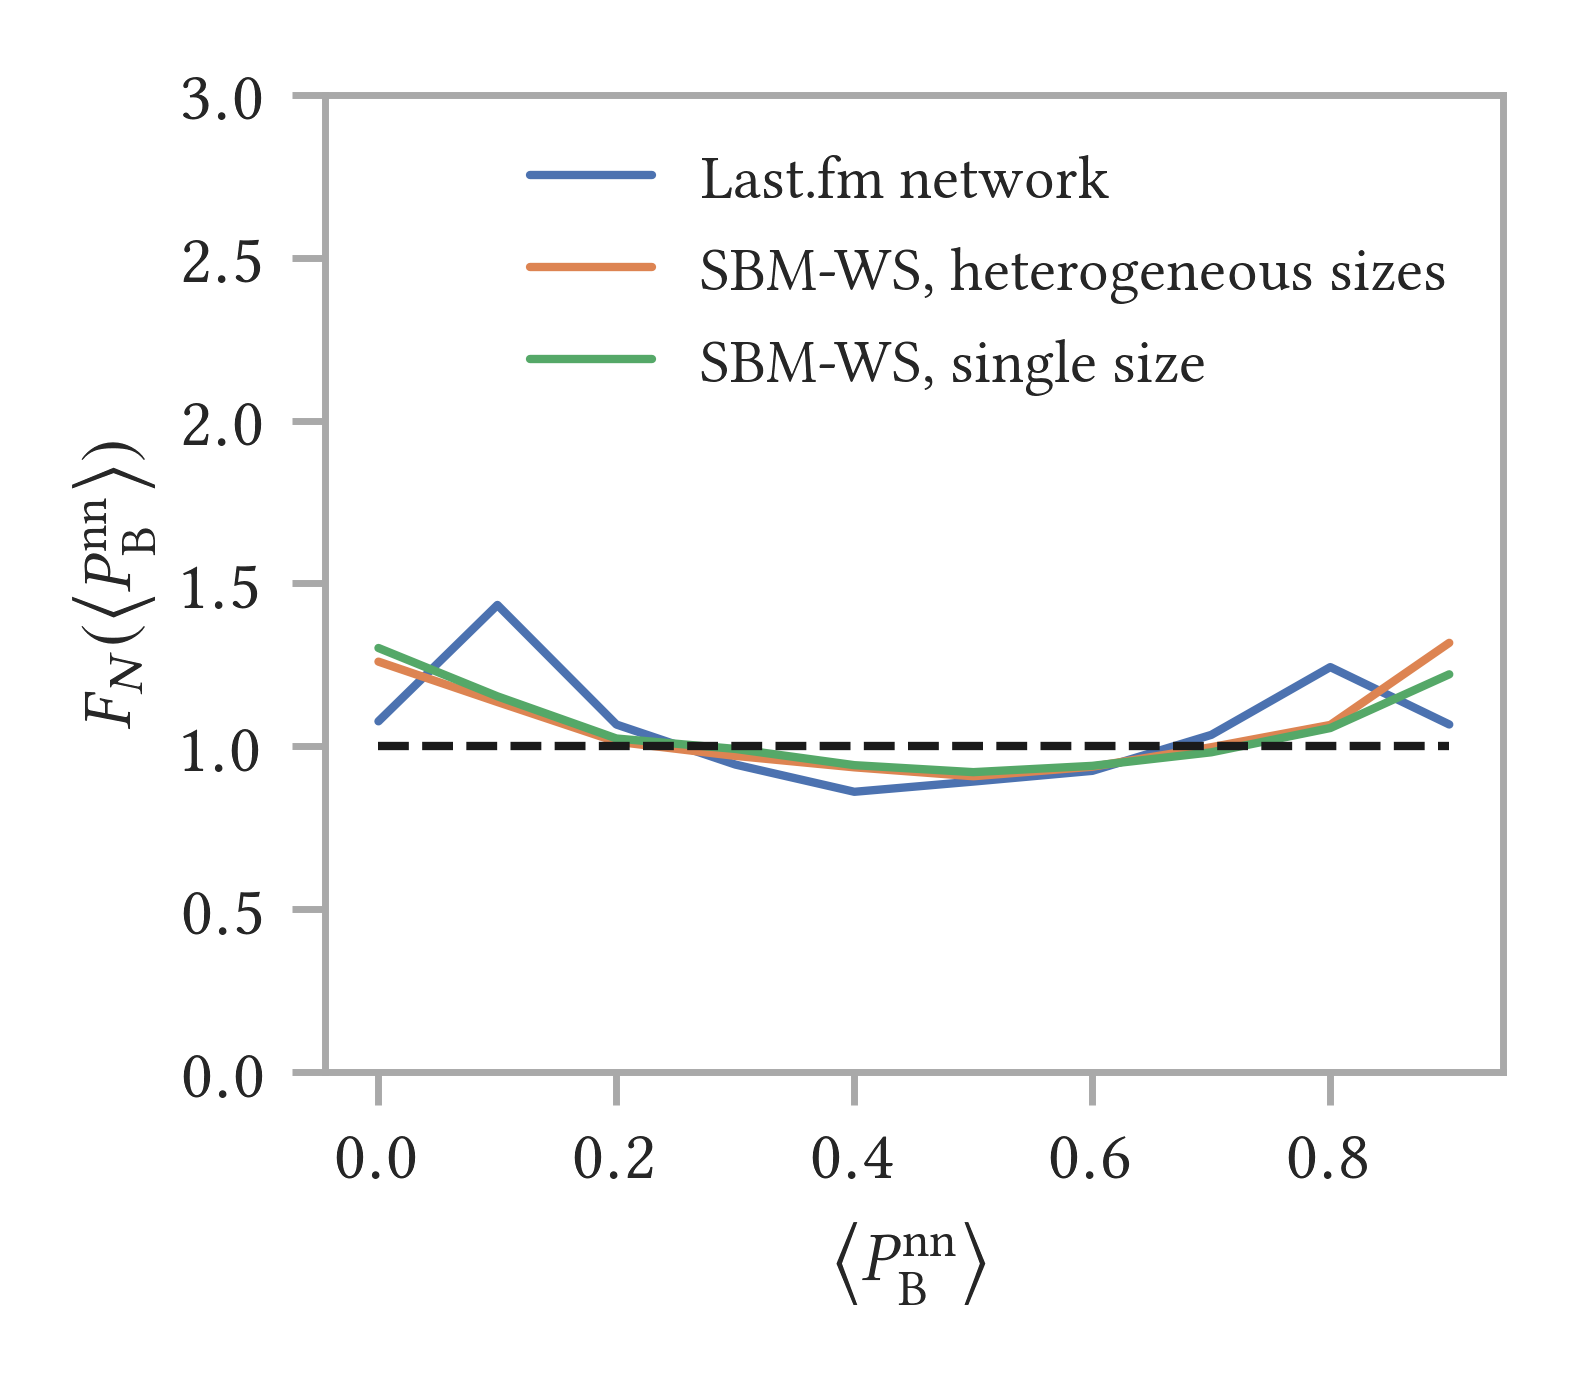 3.0
2.5
2.0
1.5
1.0
0.5
0.0
F_N(⟨P_B^nn⟩)
Last.fm network
SBM-WS, heterogeneous sizes
SBM-WS, single size
0.0 0.2 0.4 0.6 0.8
⟨P_B^nn⟩